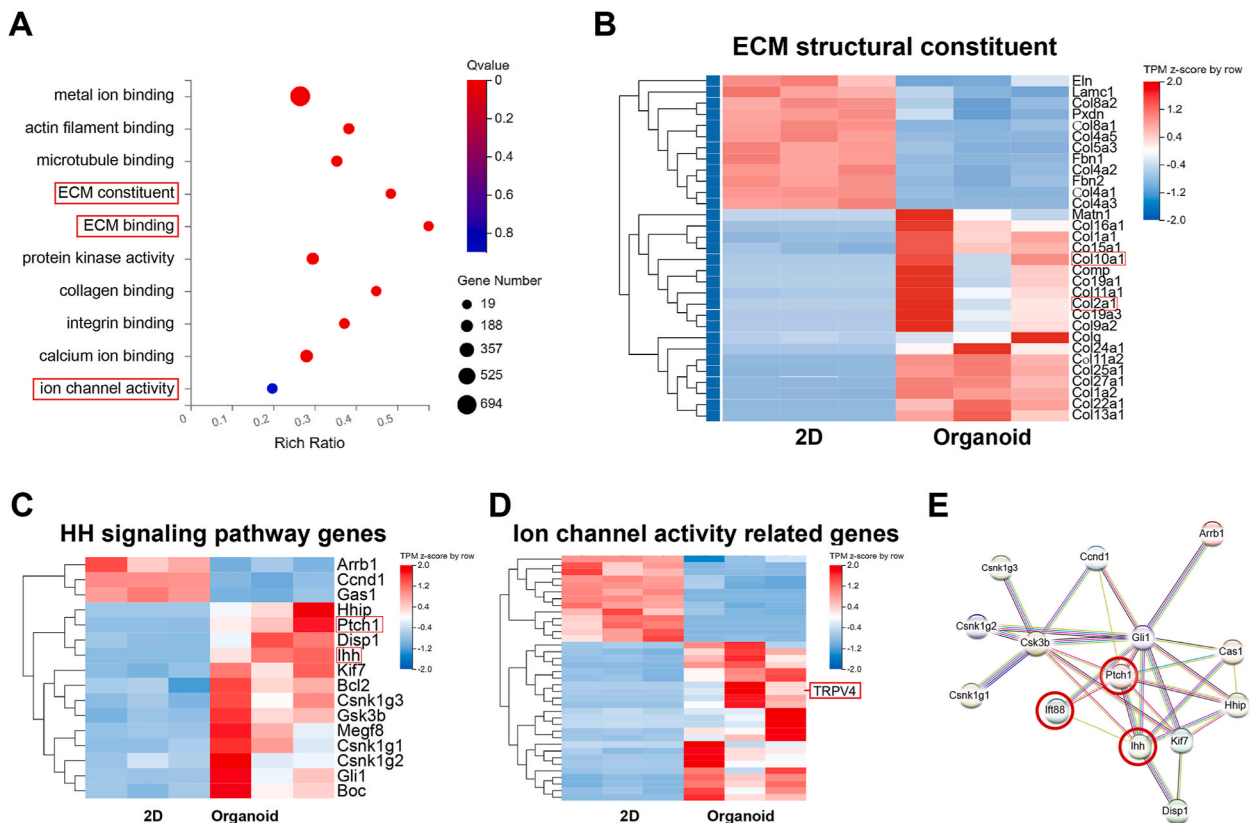 A
Qvalue
0
0.2
0.4
0.6
0.8
metal ion binding
actin filament binding
microtubule binding
ECM constituent
ECM binding
protein kinase activity
collagen binding
integrin binding
calcium ion binding
ion channel activity
Gene Number
19
188
357
525
694
0
0.1
0.2
0.3
0.4
0.5
Rich Ratio
B
ECM structural constituent
TPM z-score by row
2.0
1.2
0.4
-0.4
-1.2
-2.0
Eln
Lamc1
Col8a2
Pxdn
Col8a1
Col4a5
Col5a3
Fbn1
Col4a2
Fbn2
Col4a1
Col4a3
Matn1
Col16a1
Col1a1
Co15a1
Col10a1
Comp
Co19a1
Col11a1
Col2a1
Co19a3
Col9a2
Colg
Col24a1
Col11a2
Col25a1
Col27a1
Col1a2
Col22a1
Col13a1
2D Organoid
C
HH signaling pathway genes
TPM z-score by row
2.0
1.2
0.4
-0.4
-1.2
-2.0
Arrb1
Ccnd1
Gas1
Hhip
Ptch1
Disp1
Ihh
Kif7
Bcl2
Csnk1g3
Gsk3b
Megf8
Csnk1g1
Csnk1g2
Gli1
Boc
2D Organoid
D
Ion channel activity related genes
TPM z-score by row
2.0
1.2
0.4
-0.4
-1.2
-2.0
TRPV4
2D Organoid
E
Arrb1
Ccnd1
Csnk1g3
Csnk1g2
Csk3b
Gli1
Cas1
Ptch1
Csnk1g1
Ift88
Hhip
Ihh
Kif7
Disp1